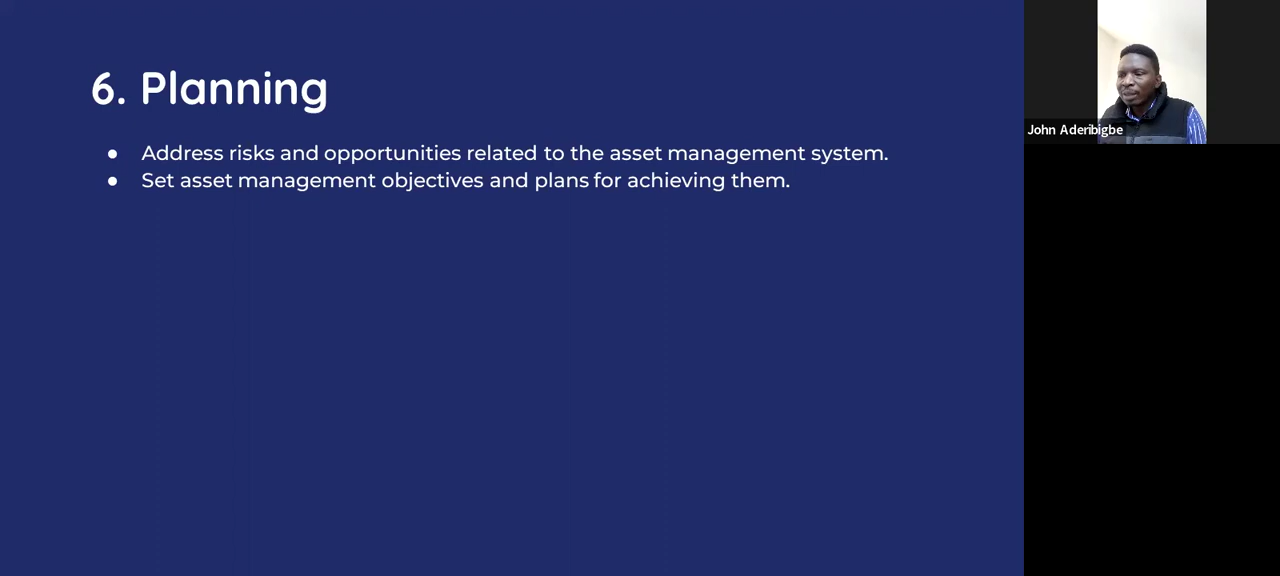 6. Planning
● Address risks and opportunities related to the asset management system.
● Set asset management objectives and plans for achieving them.
John Aderibigbe